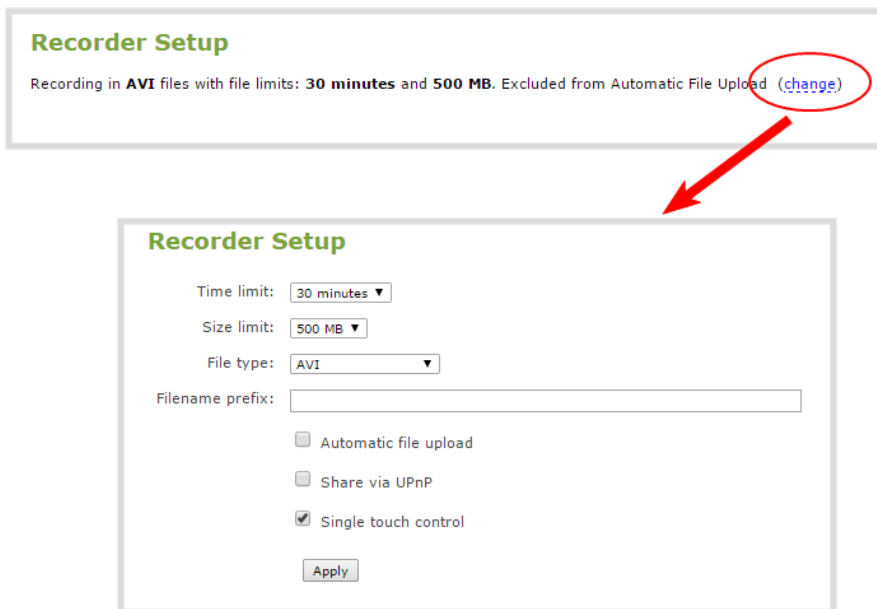 Recorder Setup
Recording in AVI files with file limits: 30 minutes and 500 MB. Excluded from Automatic File Upload (change)
Recorder Setup
Time limit: 30 minutes
Size limit: 500 MB
File type: AVI
Filename prefix:
Automatic file upload
Share via UPnP
Single touch control
Apply